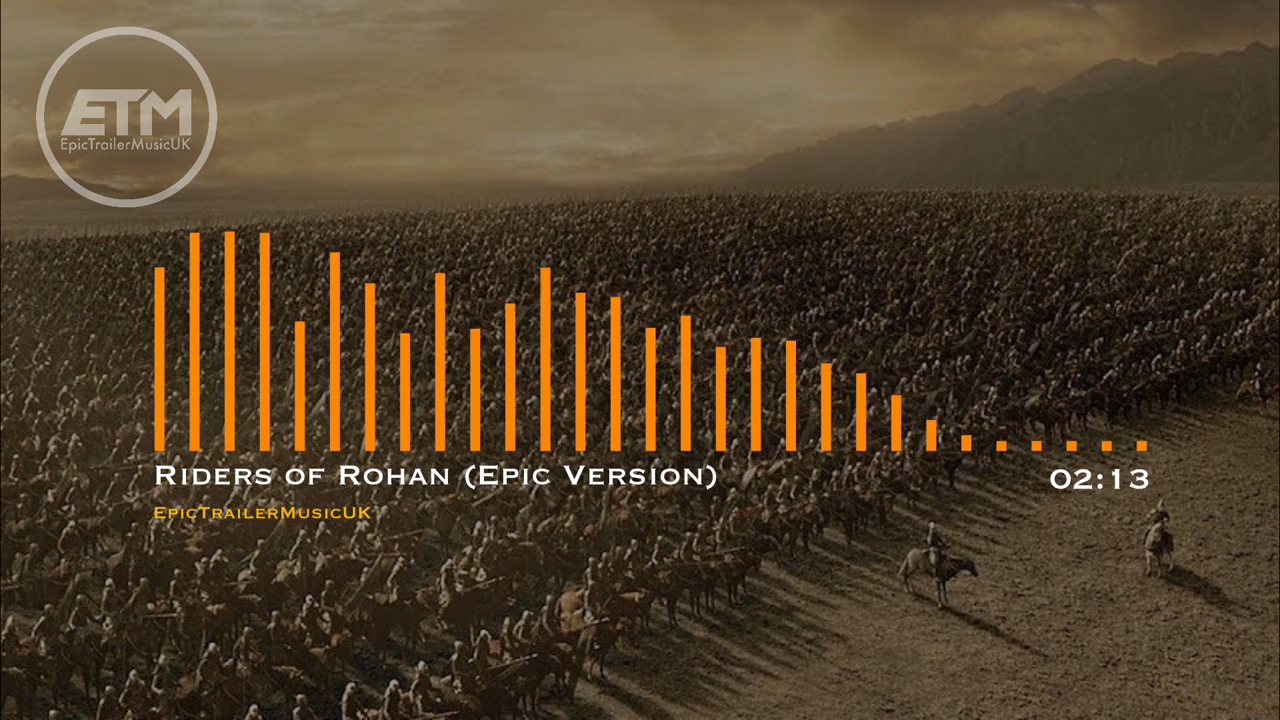 ETM
EpicTrailerMusicUK
Riders of Rohan (Epic Version)
02:13
EpicTrailerMusicUK